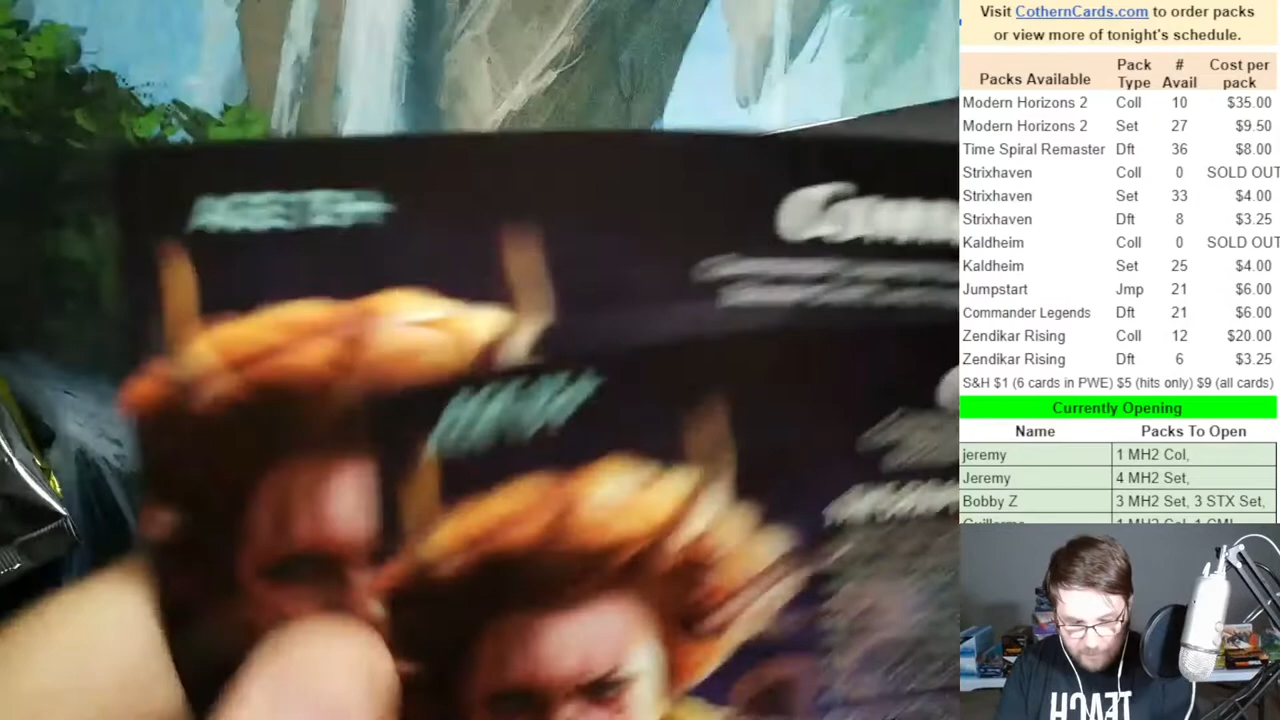 AGE 13+
Visit CothernCards.com to order packs
or view more of tonight's schedule.
Packs Available Pack Type # Avail Cost per pack
Modern Horizons 2 Coll 10 $35.00
Modern Horizons 2 Set 27 $9.50
Time Spiral Remaster Dft 36 $8.00
Strixhaven Coll 0 SOLD OUT
Strixhaven Set 33 $4.00
Strixhaven Dft 8 $3.25
Kaldheim Coll 0 SOLD OUT
Kaldheim Set 25 $4.00
Jumpstart Jmp 21 $6.00
Commander Legends Dft 21 $6.00
Zendikar Rising Coll 12 $20.00
Zendikar Rising Dft 6 $3.25
S&H $1 (6 cards in PWE) $5 (hits only) $9 (all cards)
Currently Opening
Name Packs To Open
jeremy 1 MH2 Col,
Jeremy 4 MH2 Set,
Bobby Z 3 MH2 Set, 3 STX Set,